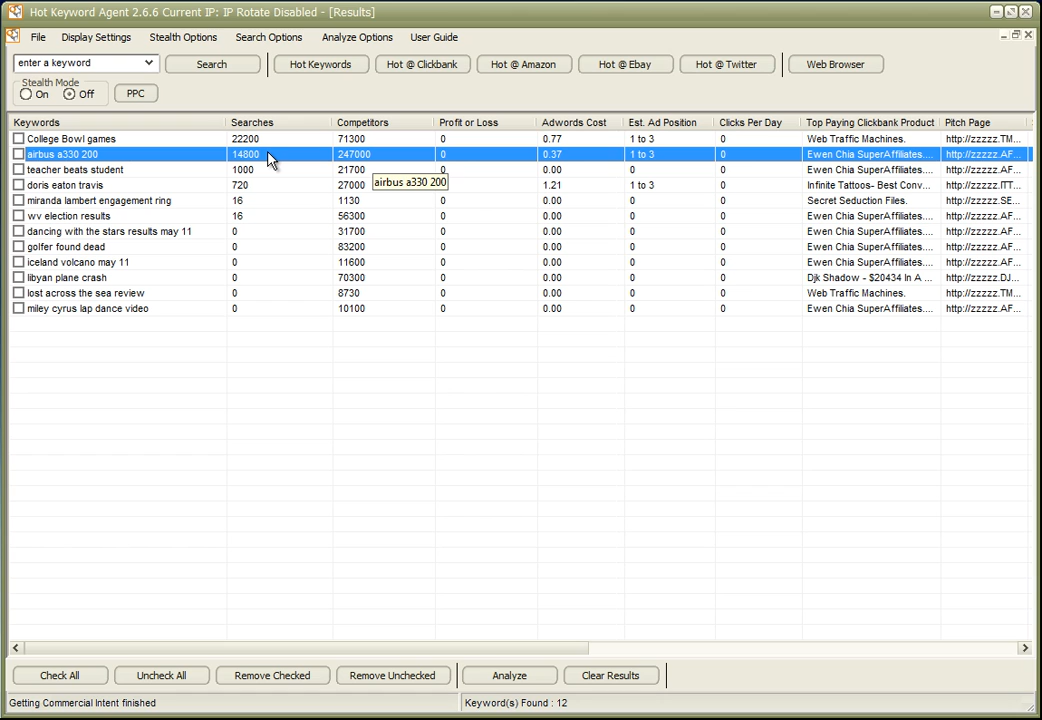 Hot Keyword Agent 2.6.6 Current IP: IP Rotate Disabled - [Results]
File Display Settings Stealth Options Search Options Analyze Options User Guide
enter a keyword Search Hot Keywords Hot @ Clickbank Hot @ Amazon Hot @ Ebay Hot @ Twitter Web Browser
Stealth Mode
On Off PPC
Keywords Searches Competitors Profit or Loss Adwords Cost Est. Ad Position Clicks Per Day Top Paying Clickbank Product Pitch Page
College Bowl games 22200 71300 0 0.77 1 to 3 0 Web Traffic Machines. http://zzzzz.TM...
airbus a330 200 14800 247000 0 0.37 1 to 3 0 Ewen Chia SuperAffiliates.... http://zzzzz.AF...
teacher beats student 1000 21700 0 0.00 0 0 Ewen Chia SuperAffiliates.... http://zzzzz.AF...
airbus a330 200
doris eaton travis 720 27000 1.21 1 to 3 0 Infinite Tattoos- Best Conv... http://zzzzz.ITT...
miranda lambert engagement ring 16 1130 0 0.00 0 0 Secret Seduction Files. http://zzzzz.SE...
wv election results 16 56300 0 0.00 0 0 Ewen Chia SuperAffiliates.... http://zzzzz.AF...
dancing with the stars results may 11 0 31700 0 0.00 0 0 Ewen Chia SuperAffiliates.... http://zzzzz.AF...
golfer found dead 0 83200 0 0.00 0 0 Ewen Chia SuperAffiliates.... http://zzzzz.AF...
iceland volcano may 11 0 11600 0 0.00 0 0 Ewen Chia SuperAffiliates.... http://zzzzz.AF...
libyan plane crash 0 70300 0 0.00 0 0 Djk Shadow - $20434 In A ... http://zzzzz.DJ...
lost across the sea review 0 8730 0 0.00 0 0 Web Traffic Machines. http://zzzzz.TM...
miley cyrus lap dance video 0 10100 0 0.00 0 0 Ewen Chia SuperAffiliates.... http://zzzzz.AF...
Check All Uncheck All Remove Checked Remove Unchecked Analyze Clear Results
Getting Commercial Intent finished Keyword(s) Found : 12